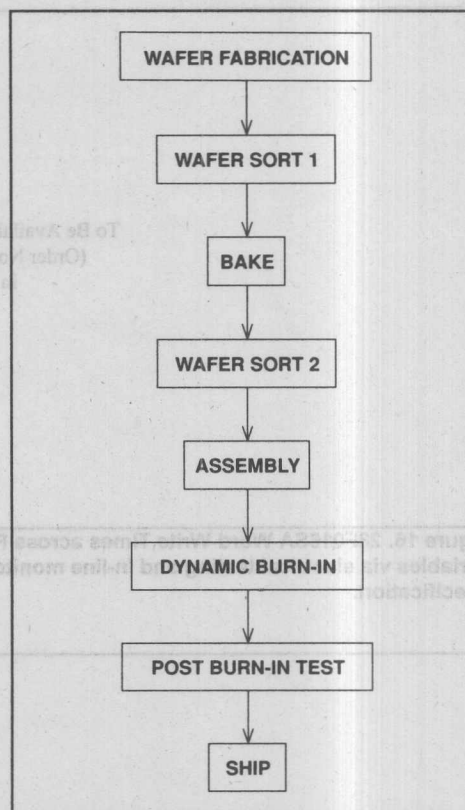 WAFER FABRICATION
WAFER SORT 1
BAKE
WAFER SORT 2
ASSEMBLY
DYNAMIC BURN-IN
POST BURN-IN TEST
SHIP